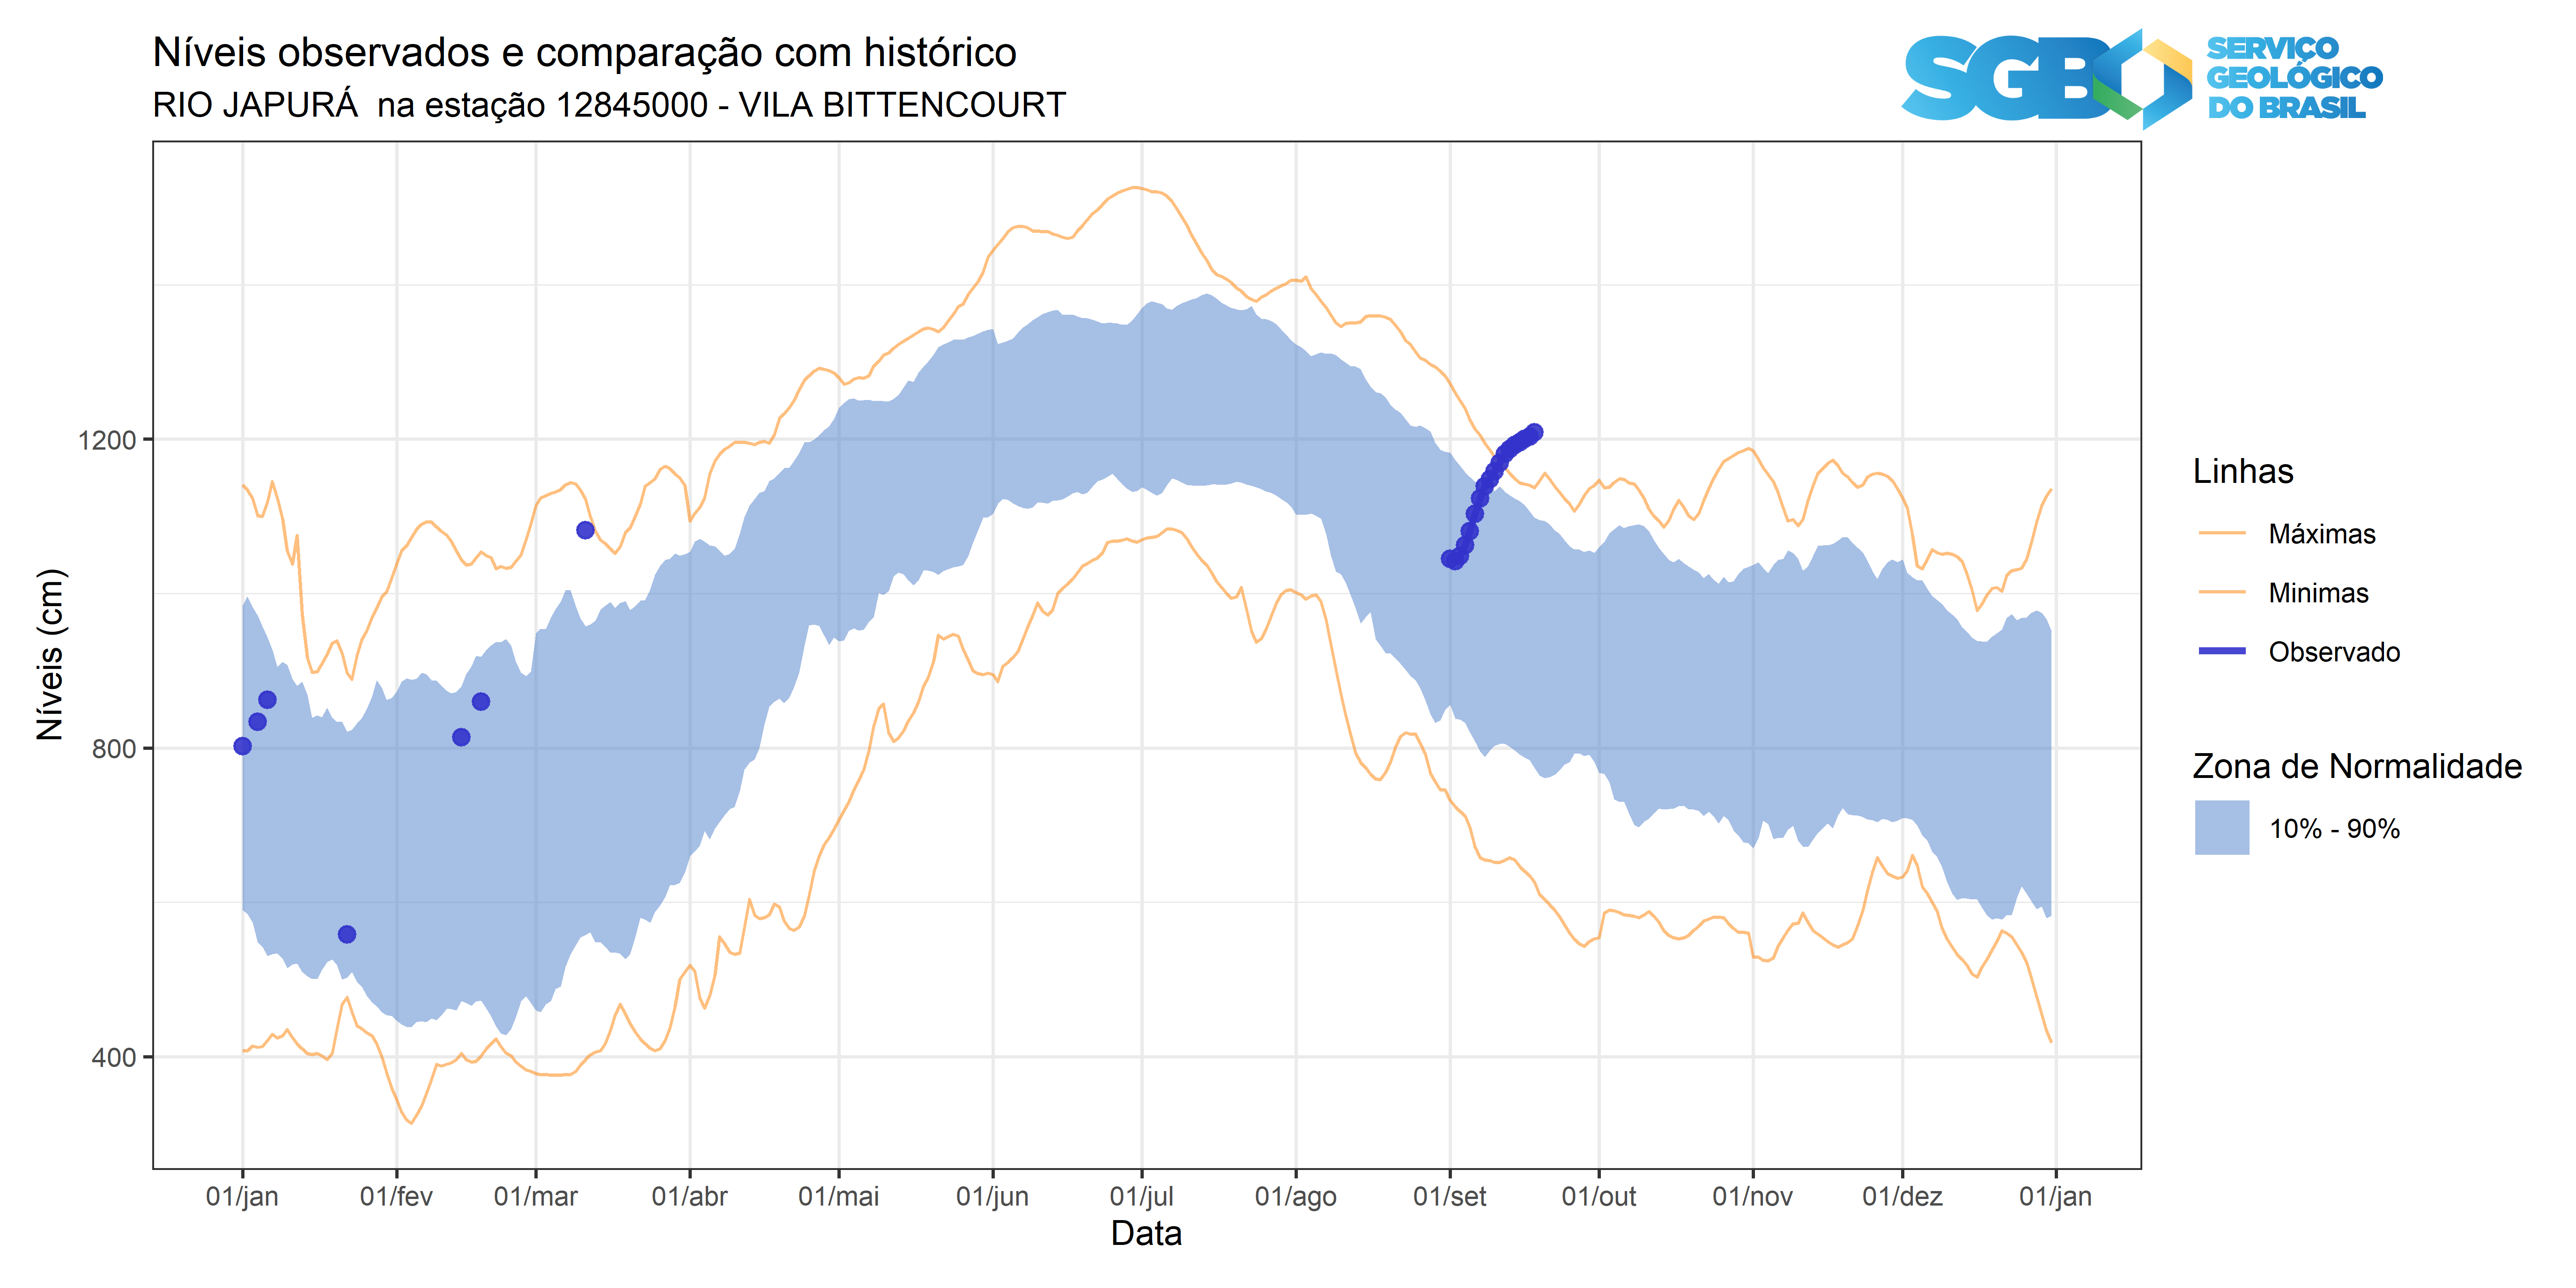 Níveis observados e comparação com histórico
RIO JAPURÁ  na estação 12845000 - VILA BITTENCOURT
SGB
SERVIÇO
GEOLÓGICO
DO BRASIL
Níveis (cm)
1200
800
400
01/jan 01/fev 01/mar 01/abr 01/mai 01/jun 01/jul 01/ago 01/set 01/out 01/nov 01/dez 01/jan
Data
Linhas
Máximas
Minimas
Observado
Zona de Normalidade
10% - 90%